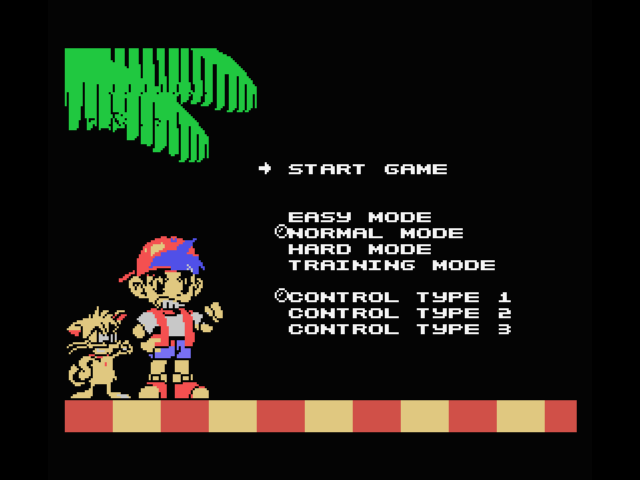 START GAME
EASY MODE
NORMAL MODE
HARD MODE
TRAINING MODE
CONTROL TYPE 1
CONTROL TYPE 2
CONTROL TYPE 3